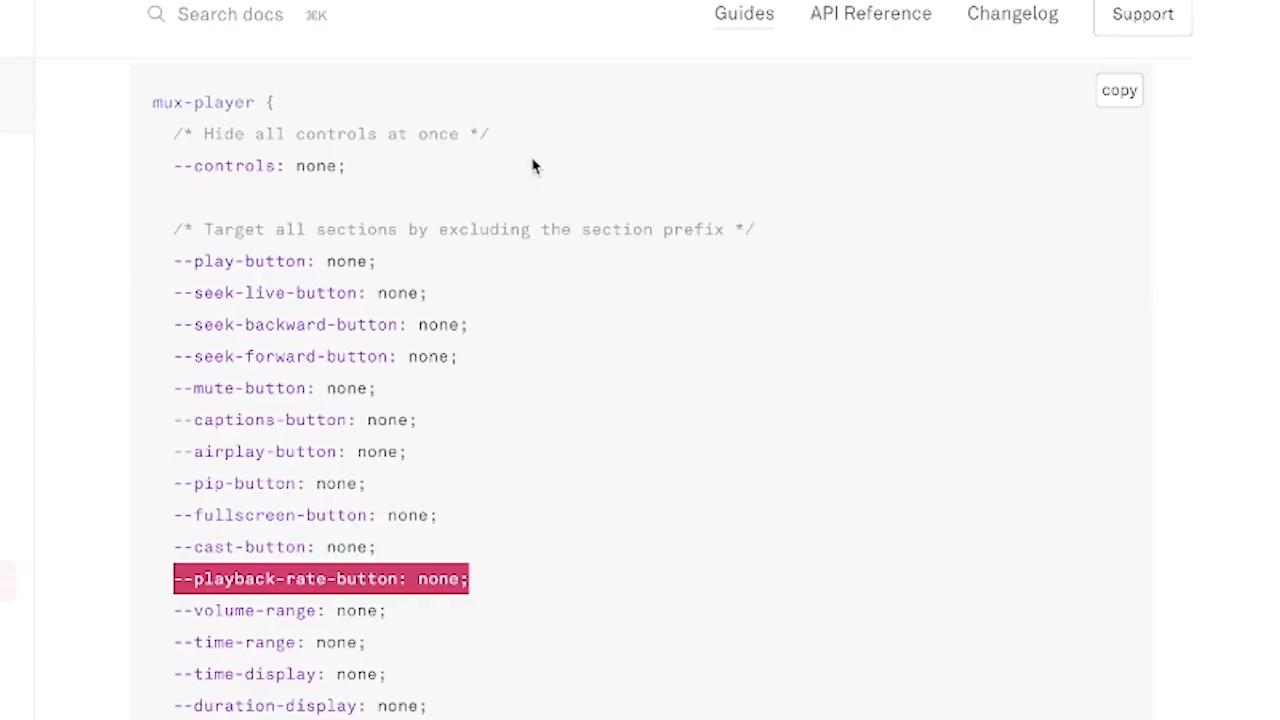 Search docs ⌘K
Guides API Reference Changelog Support
copy
mux-player {
/* Hide all controls at once */
--controls: none;
/* Target all sections by excluding the section prefix */
--play-button: none;
--seek-live-button: none;
--seek-backward-button: none;
--seek-forward-button: none;
--mute-button: none;
--captions-button: none;
--airplay-button: none;
--pip-button: none;
--fullscreen-button: none;
--cast-button: none;
--playback-rate-button: none;
--volume-range: none;
--time-range: none;
--time-display: none;
--duration-display: none;